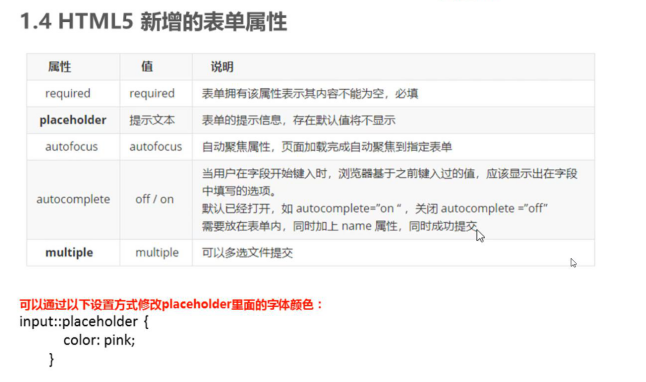 1.4 HTML5 新增的表单属性
属性 值 说明
required required 表单拥有该属性表示其内容不能为空，必填
placeholder 提示文本 表单的提示信息，存在默认值将不显示
autofocus autofocus 自动聚焦属性，页面加载完成自动聚焦到指定表单
autocomplete off / on 当用户在字段开始键入时，浏览器基于之前键入过的值，应该显示出在字段
中填写的选项。
默认已经打开，如 autocomplete="on “ ，关闭 autocomplete ="off"
需要放在表单内，同时加上 name 属性，同时成功提交
multiple multiple 可以多选文件提交
可以通过以下设置方式修改placeholder里面的字体颜色：
input::placeholder {
color: pink;
}